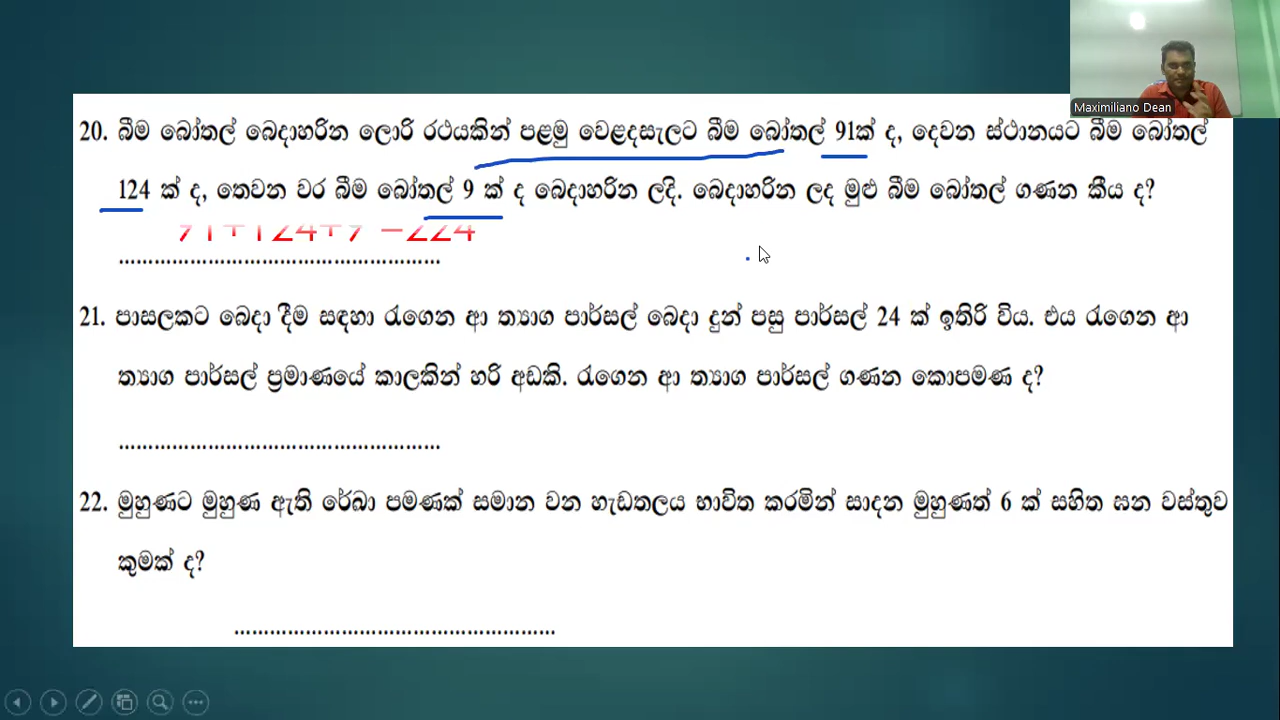 Maximiliano Dean
20. බීම බෝතල් බෙදාහරින ලොරි රථයකින් පළමු වෙළදසැලට බීම බෝතල් 91ක් ද, දෙවන ස්ථානයට බීම බෝතල්
124 ක් ද, තෙවන වර බීම බෝතල් 9 ක් ද බෙදාහරින ලදි. බෙදාහරින ලද මුළු බීම බෝතල් ගණන කීය ද?
91+124+9 =224
................................................
21. පාසලකට බෙදා දීම සඳහා රැගෙන ආ ත්‍යාග පාර්සල් බෙදා දුන් පසු පාර්සල් 24 ක් ඉතිරි විය. එය රැගෙන ආ
ත්‍යාග පාර්සල් ප්‍රමාණයේ කාලකින් හරි අඩකි. රැගෙන ආ ත්‍යාග පාර්සල් ගණන කොපමණ ද?
................................................
22. මුහුණට මුහුණ ඇති රේඛා පමණක් සමාන වන හැඩතලය භාවිත කරමින් සාදන මුහුණත් 6 ක් සහිත ඝන වස්තුව
කුමක් ද?
................................................